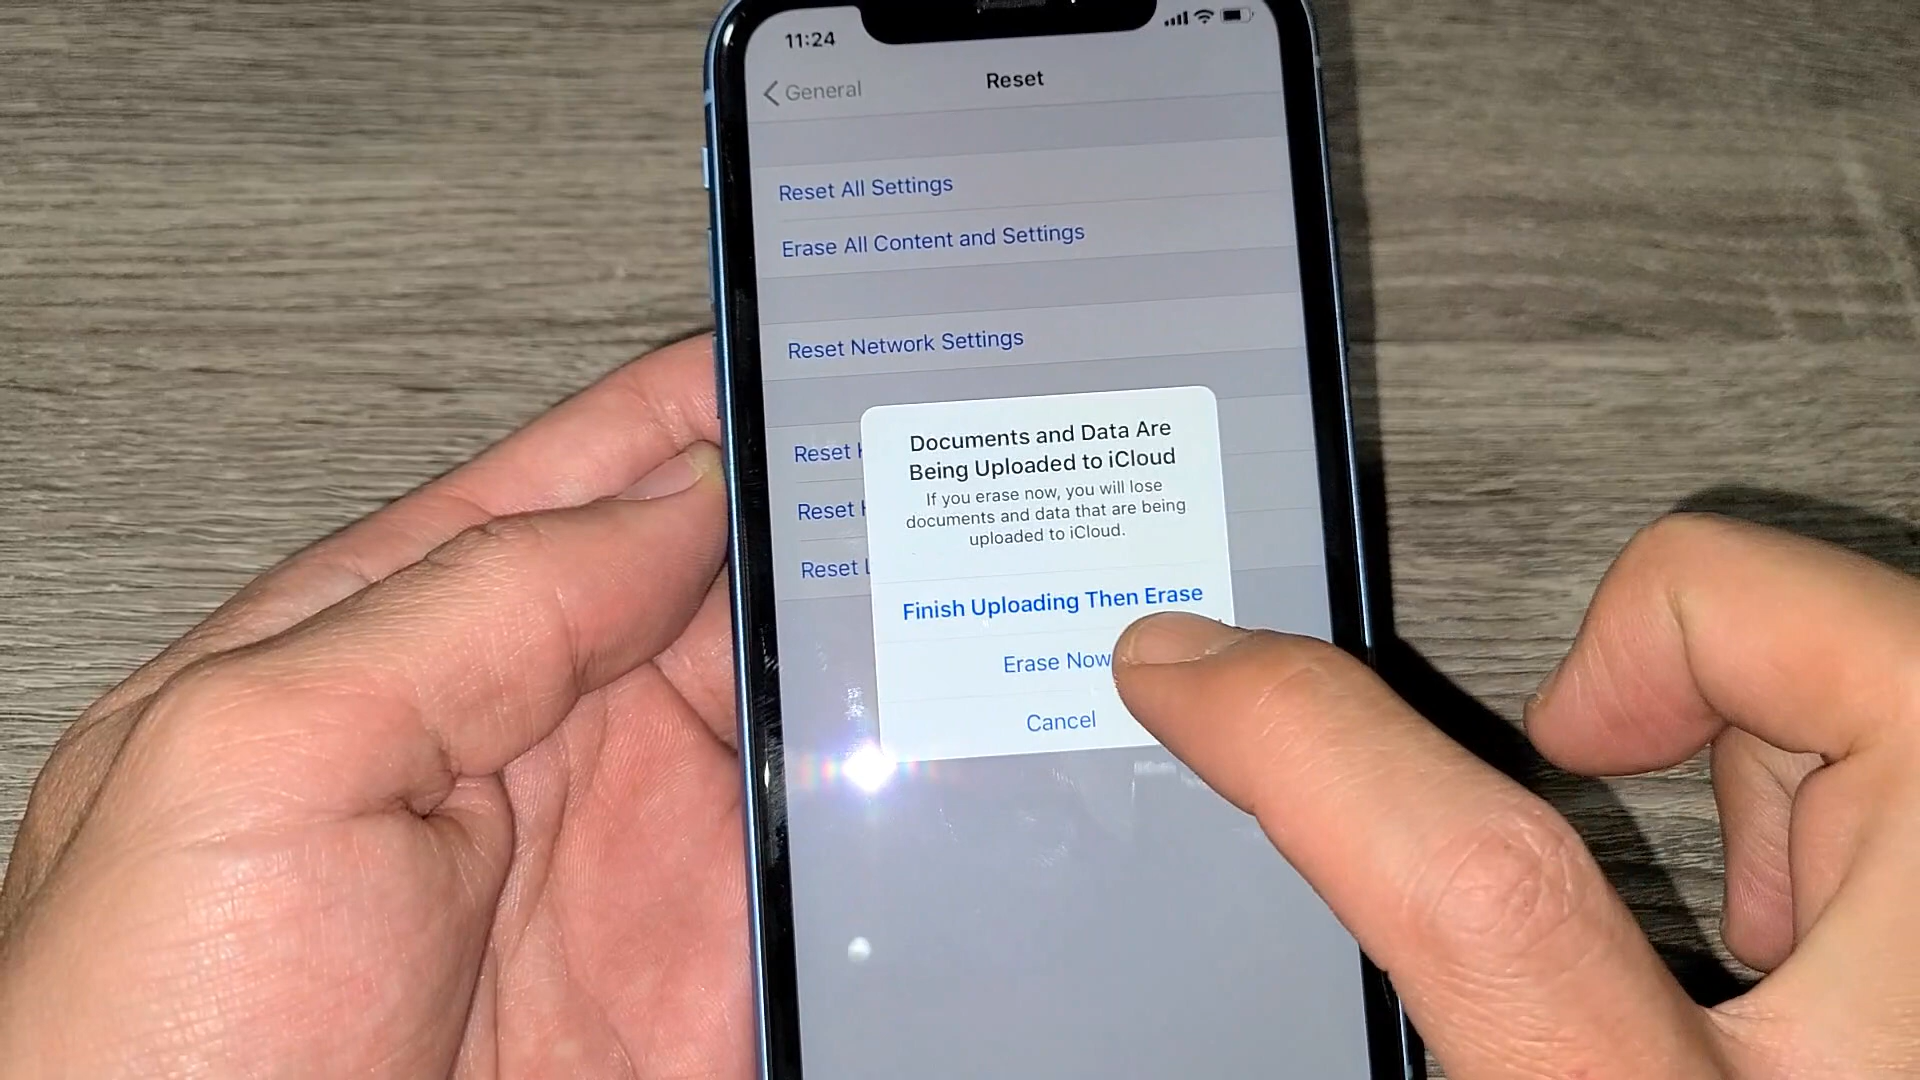 11:24
General
Reset
Reset All Settings
Erase All Content and Settings
Reset Network Settings
Documents and Data Are
Being Uploaded to iCloud
If you erase now, you will lose
documents and data that are being
uploaded to iCloud.
Reset
Reset
Reset
Finish Uploading Then Erase
Erase Now
Cancel